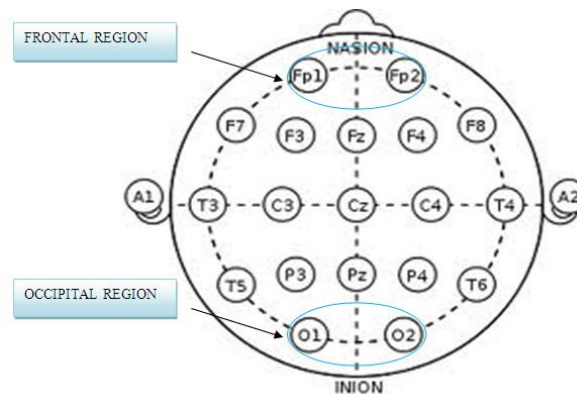 FRONTAL REGION
NASION
Fp1 Fp2
F7 F3 Fz F4 F8
A1 T3 C3 Cz C4 T4 A2
T5 P3 Pz P4 T6
OCCIPITAL REGION
O1 O2
INION